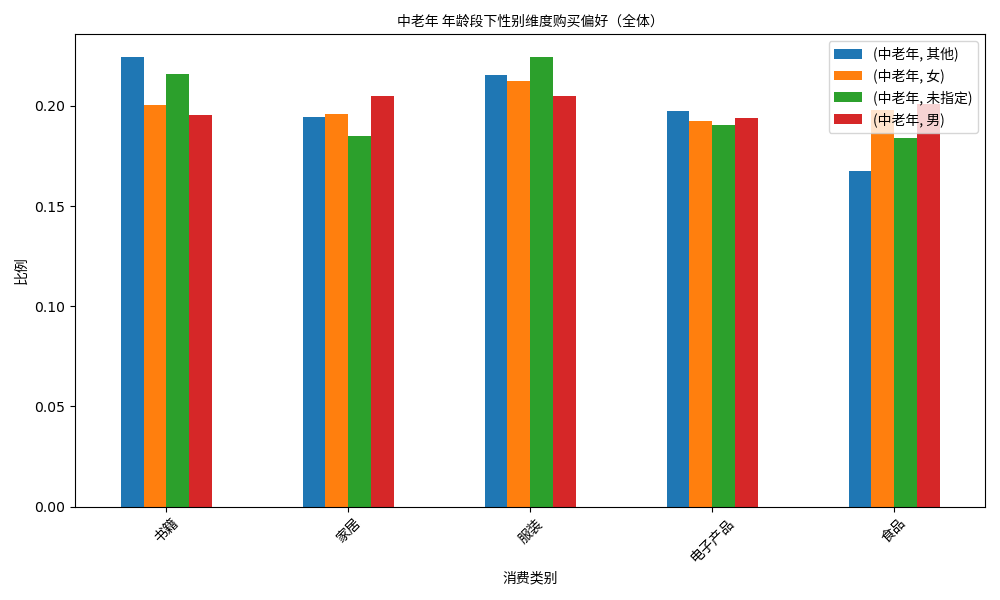 中老年 年龄段下性别维度购买偏好（全体）
(中老年, 其他)
(中老年, 女)
(中老年, 未指定)
(中老年, 男)
0.20
0.15
0.10
0.05
0.00
比例
书籍
家居
服装
电子产品
食品
消费类别